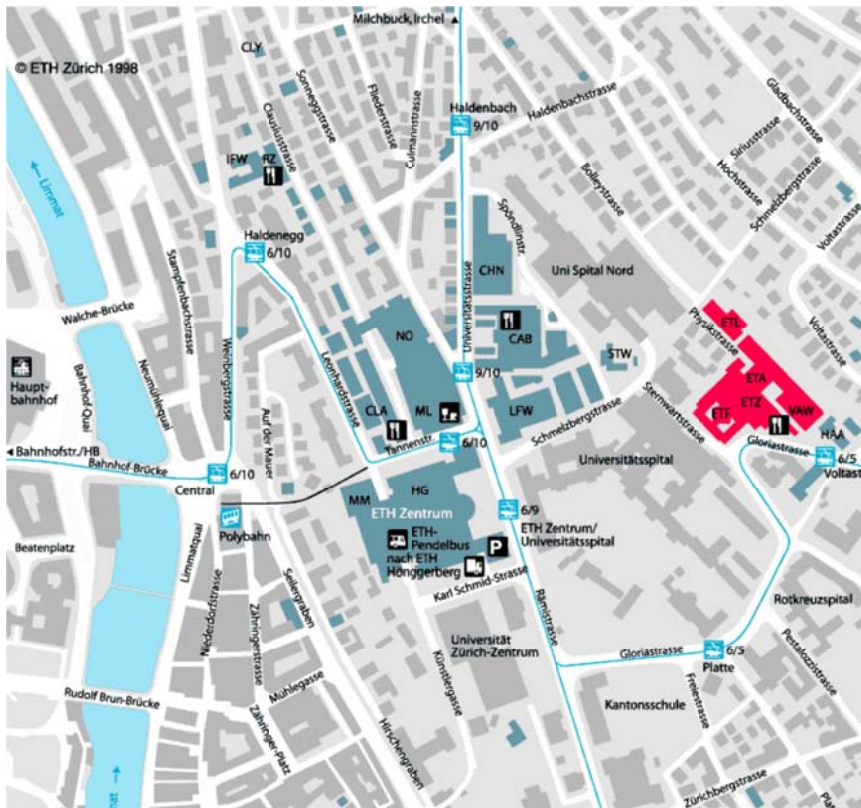 Milchbuck, Irchel ▲
© ETH Zürich 1998
CLY
Sonneggstrasse
Fliederstrasse
Culmannstrasse
Clausiusstrasse
Haldenbach
9/10
Haldenbachstrasse
Gladbachstrasse
Siriusstrasse
Hochstrasse
Schmelzbergstrasse
Voltastrasse
Bolleystrasse
IFW
RZ
Limmat
Haldenegg
6/10
Spöndlinstr.
Uni Spital Nord
CHN
Stampfenbachstrasse
Walche-Brücke
Neumühlequai
Bahnhof-Quai
Weinbergstrasse
Leonhardstrasse
NO
Universitätsstrasse
CAB
STW
Physikstrasse
ETL
Voltastrasse
Haupt-
bahnhof
9/10
ETA
ETZ
ETF
VAW
CLA
ML
LFW
Sternwartstrasse
Auf der Mauer
Tannenstr.
6/10
Schmelzbergstrasse
HAA
Gloriastrasse
6/5
Voltast
◀ Bahnhofstr./HB
Bahnhof-Brücke
6/10
Central
Universitätsspital
MM
HG
ETH Zentrum
6/9
ETH Zentrum/
Universitätsspital
Polybahn
ETH-
Pendelbus
nach ETH
Hönggerberg
P
Beatenplatz
Limmatquai
Niederdorfstrasse
Zähringerstrasse
Seilergraben
Karl Schmid-Strasse
Rämistrasse
Rotkreuzspital
Universität
Zürich-Zentrum
Gloriastrasse
6/5
Platte
Pestalozzistrasse
Künstlergasse
Mühlegasse
Rudolf Brun-Brücke
Zähringer-Platz
Hirschengraben
Kantonsschule
Freiestrasse
Zürichbergstrasse